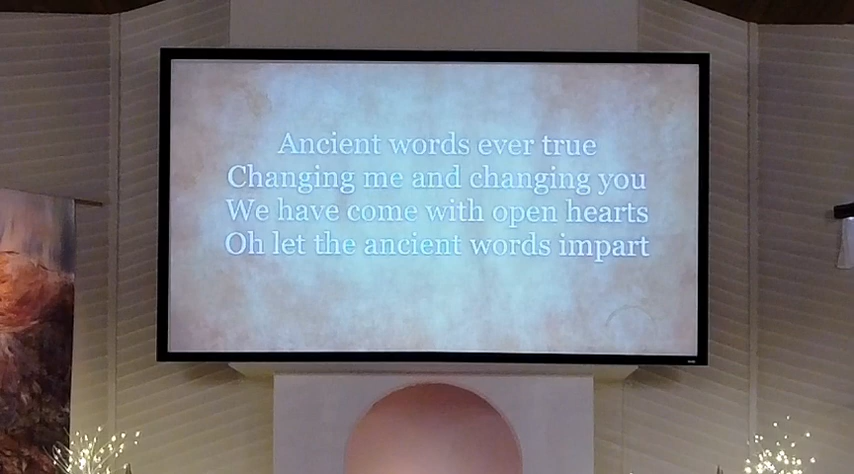 Ancient words ever true
Changing me and changing you
We have come with open hearts
Oh let the ancient words impart